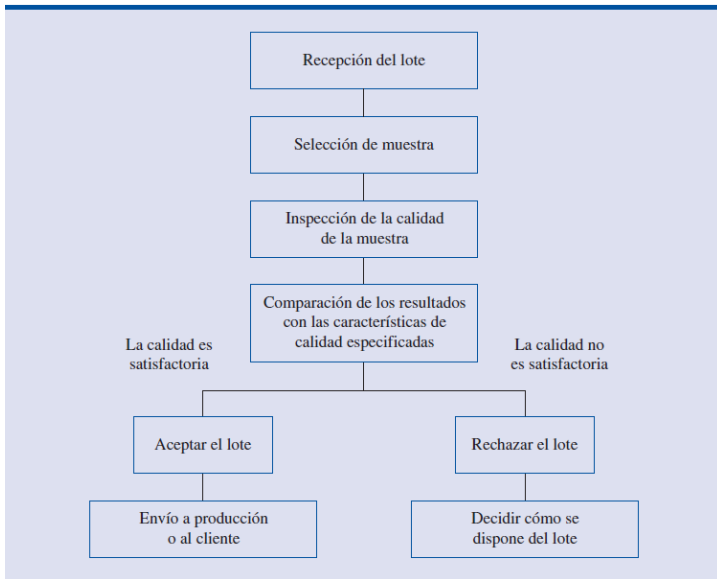 Recepción del lote
Selección de muestra
Inspección de la calidad
de la muestra
Comparación de los resultados
con las características de
calidad especificadas
La calidad es
satisfactoria
La calidad no
es satisfactoria
Aceptar el lote
Rechazar el lote
Envío a producción
o al cliente
Decidir cómo se
dispone del lote